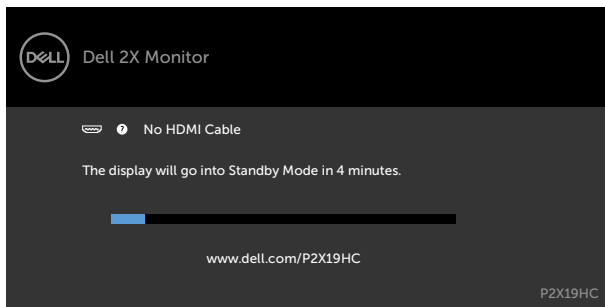 DELL Dell 2X Monitor
? No HDMI Cable
The display will go into Standby Mode in 4 minutes.
www.dell.com/P2X19HC
P2X19HC